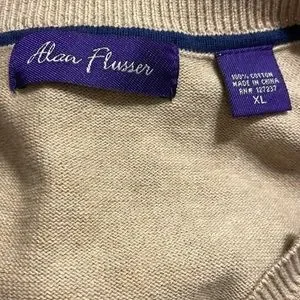 Alan Flusser
100% COTTON
MADE IN CHINA
RN# 127237
XL